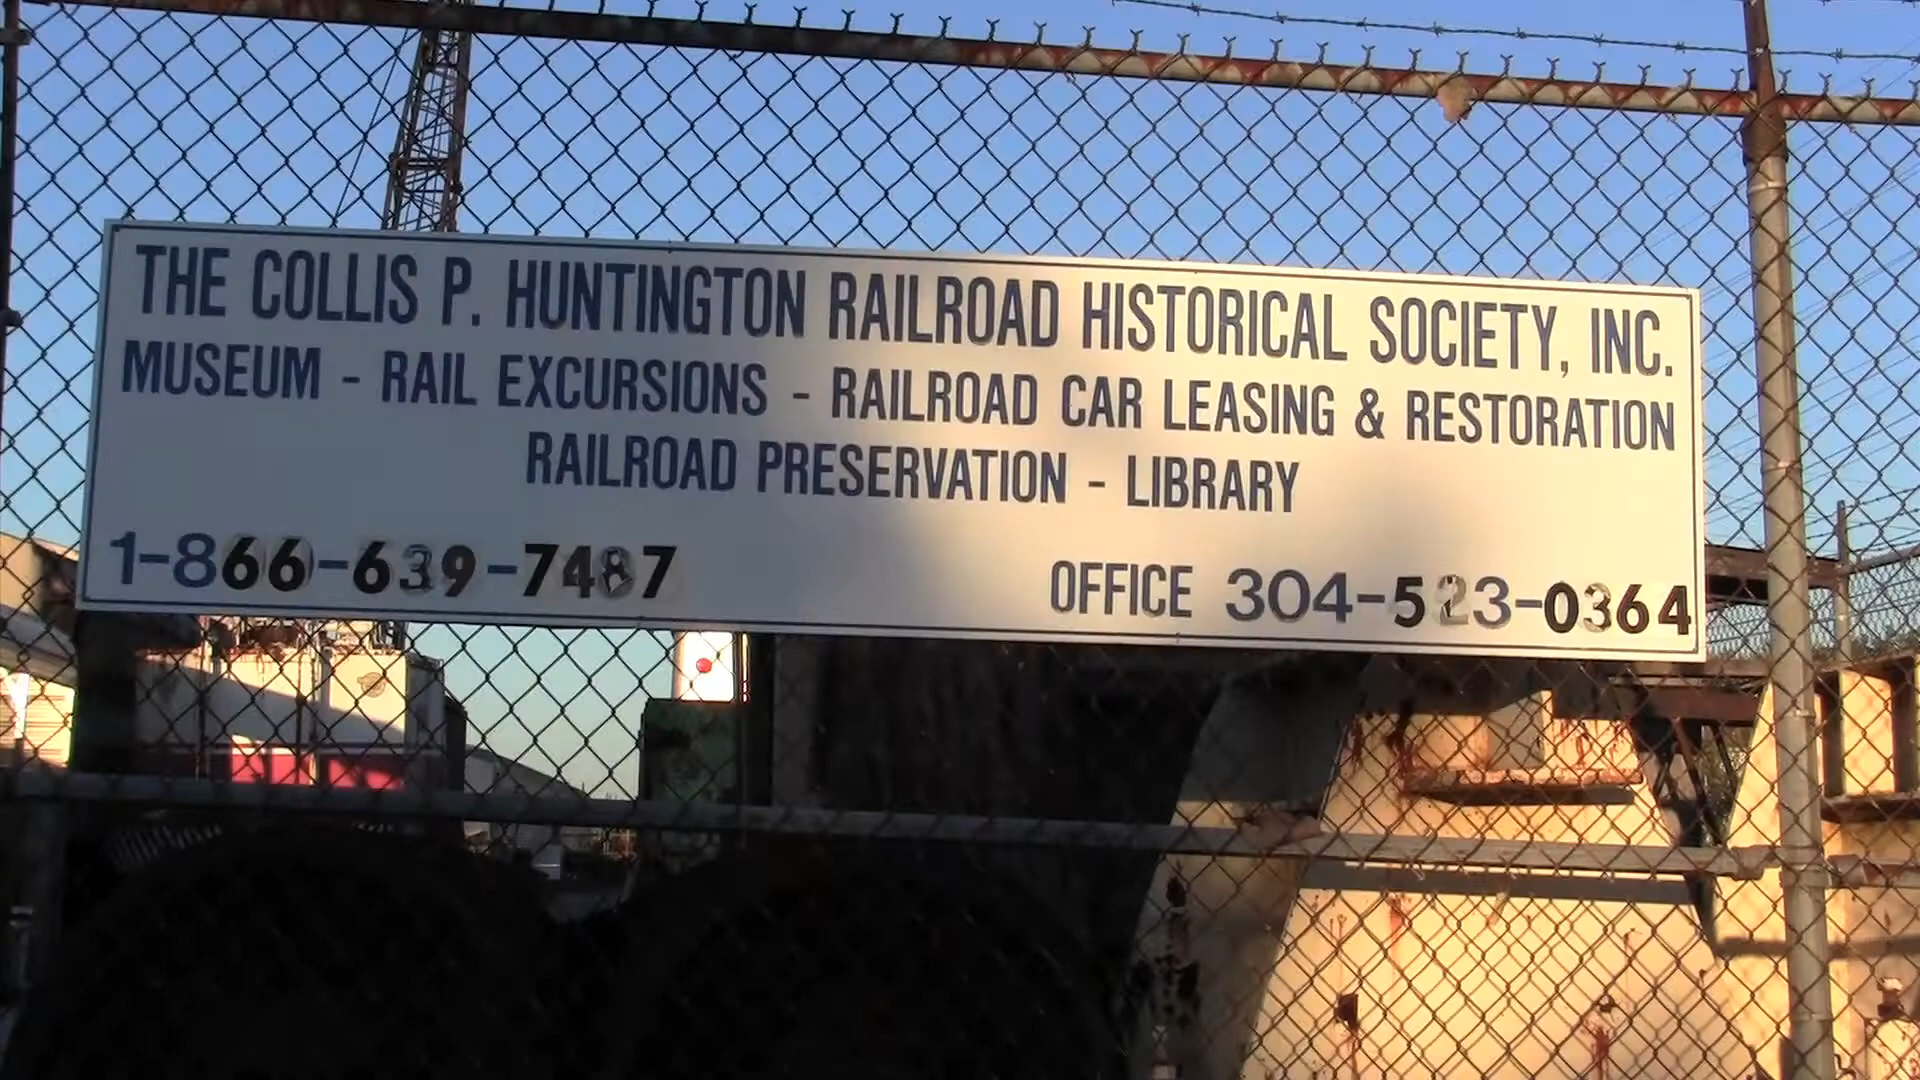 THE COLLIS P. HUNTINGTON RAILROAD HISTORICAL SOCIETY, INC.
MUSEUM - RAIL EXCURSIONS - RAILROAD CAR LEASING & RESTORATION
RAILROAD PRESERVATION - LIBRARY
1-866-639-7487 OFFICE 304-523-0364